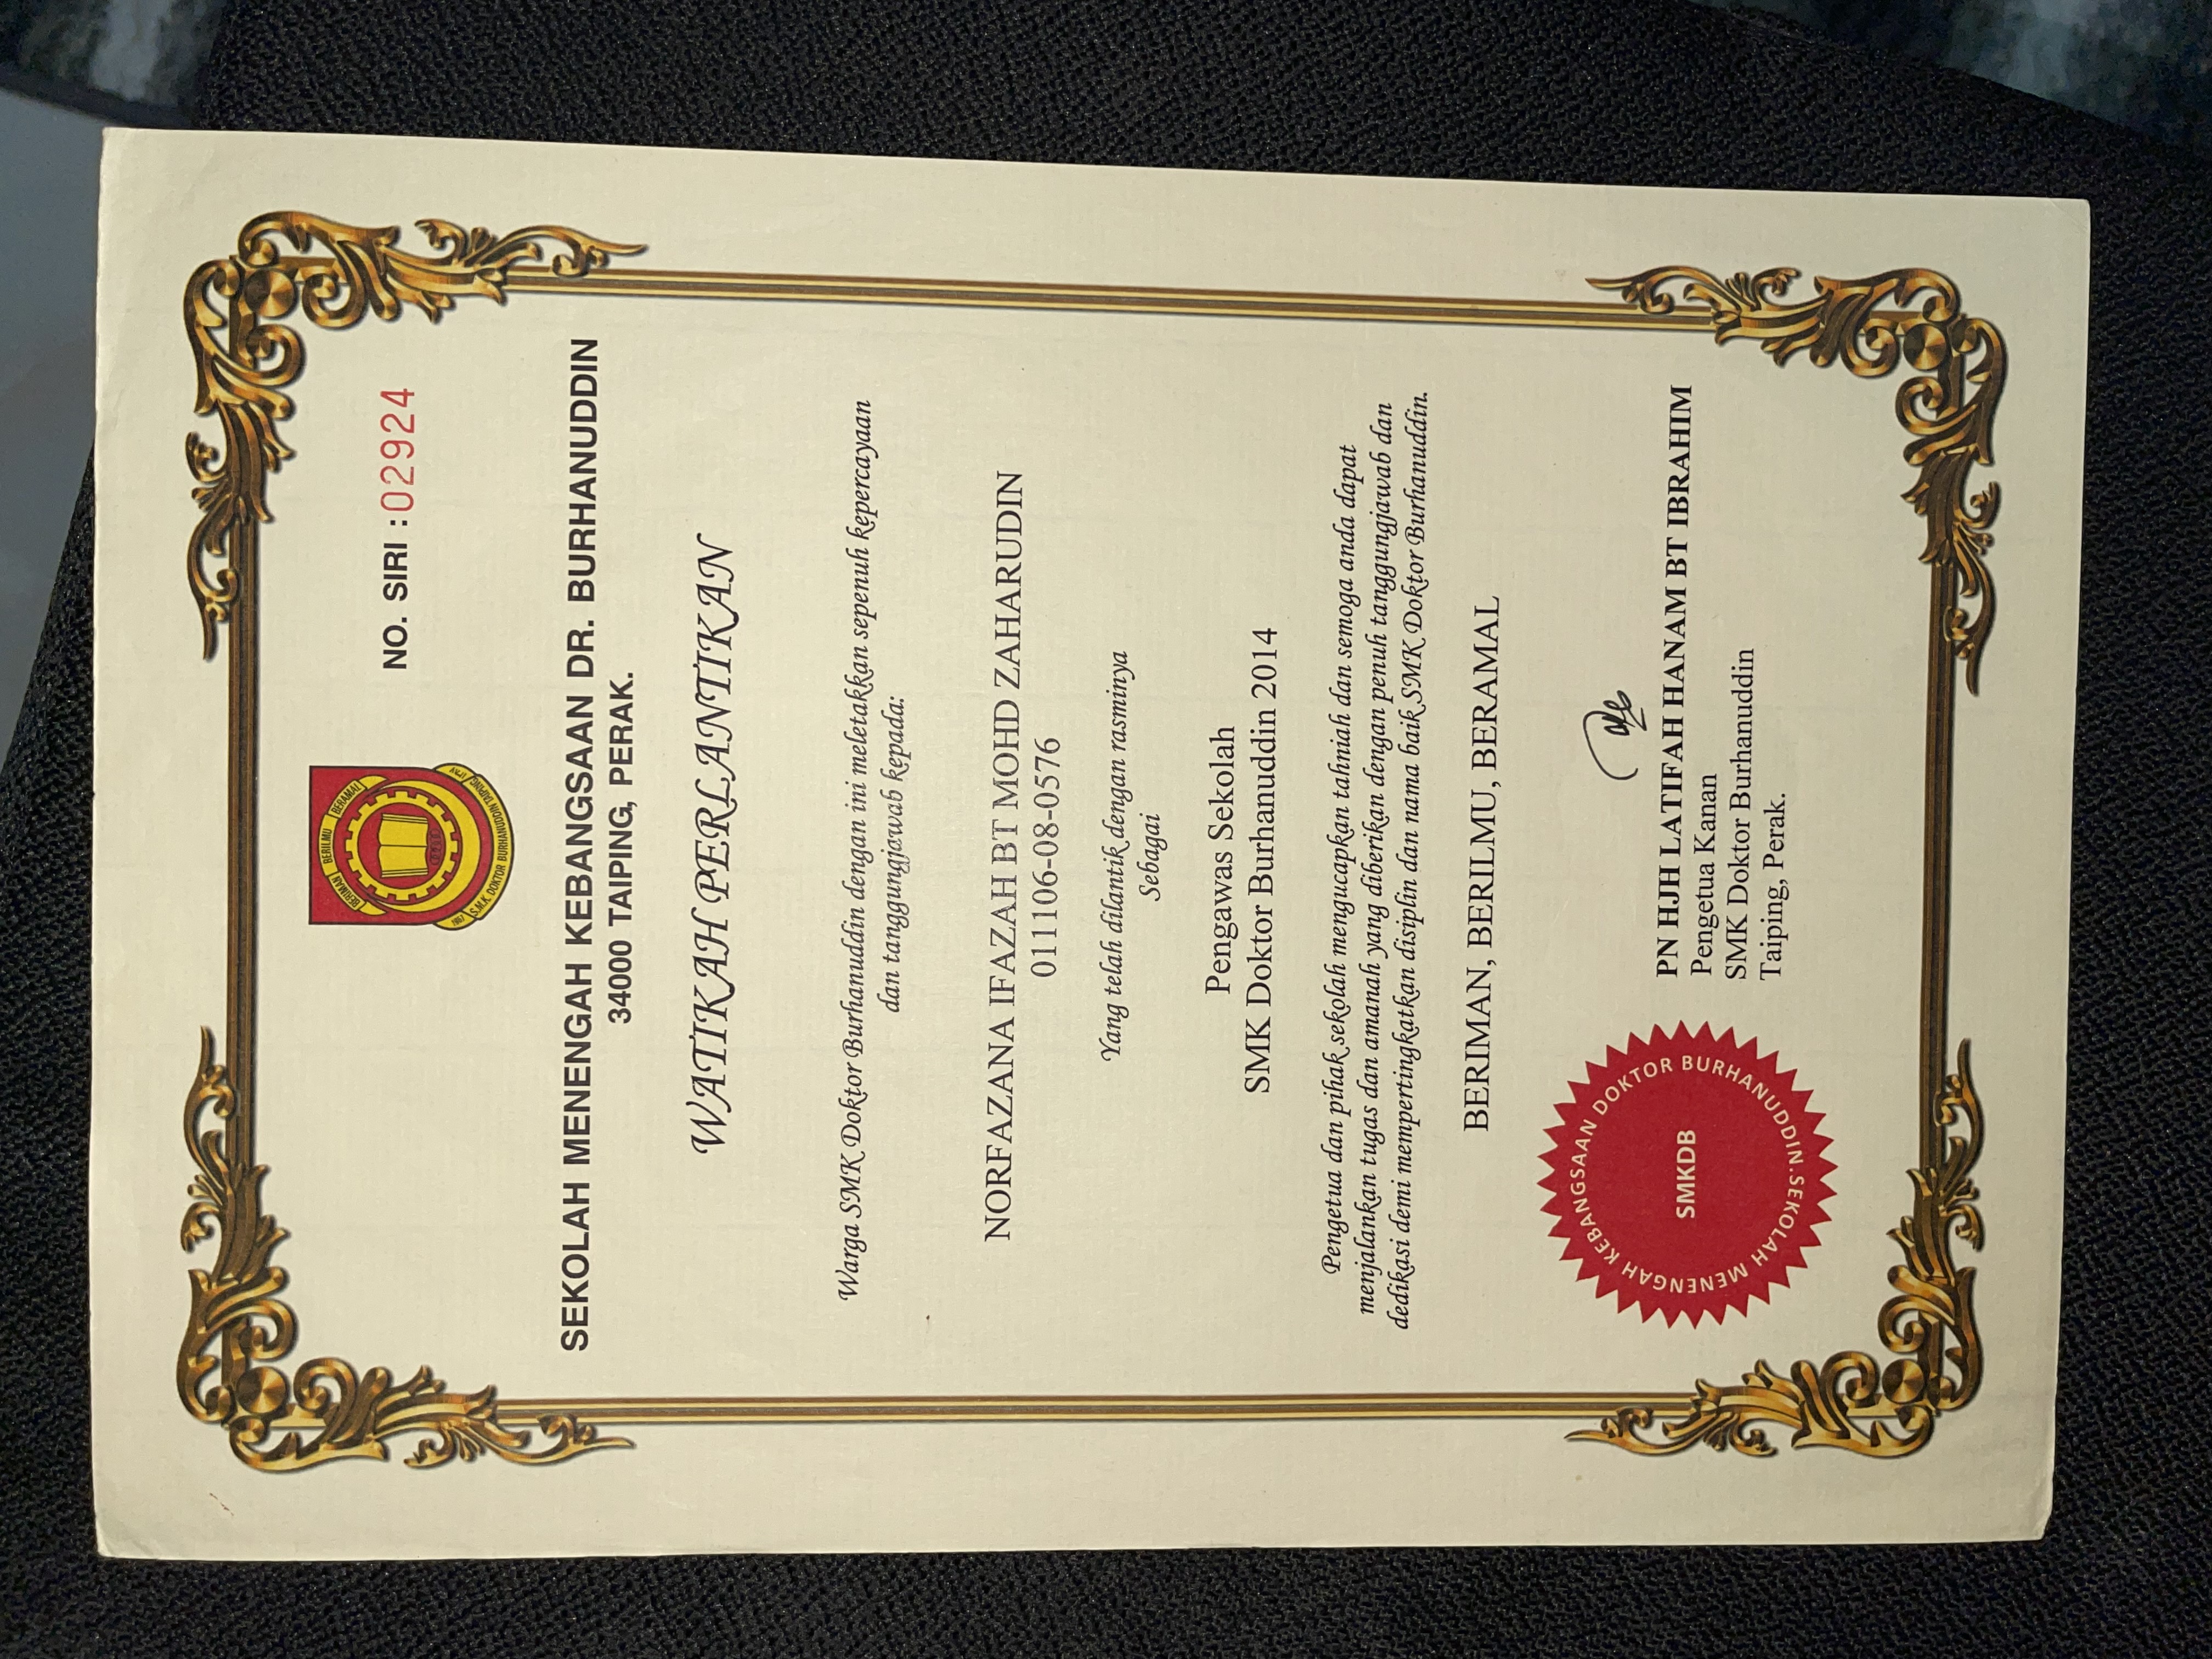 BERIMAN BERILMU BERAMAL
S.M.K. DOKTOR BURHANUDDIN TAIPING
NO. SIRI : 02924
SEKOLAH MENENGAH KEBANGSAAN DR. BURHANUDDIN
34000 TAIPING, PERAK.
WATIKAH PERLANTIKAN
Warga SMK Doktor Burhanuddin dengan ini meletakkan sepenuh kepercayaan
dan tanggungjawab kepada:
NORFAZANA IFAZAH BT MOHD ZAHARUDIN
011106-08-0576
Yang telah dilantik dengan rasminya
Sebagai
Pengawas Sekolah
SMK Doktor Burhanuddin 2014
Pengetua dan pihak sekolah mengucapkan tahniah dan semoga anda dapat
menjalankan tugas dan amanah yang diberikan dengan penuh tanggungjawab dan
dedikasi demi mempertingkatkan disiplin dan nama baik SMK Doktor Burhanuddin.
BERIMAN, BERILMU, BERAMAL
SEKOLAH MENENGAH KEBANGSAAN DOKTOR BURHANUDDIN.
SMKDB
PN HJH LATIFAH HANAM BT IBRAHIM
Pengetua Kanan
SMK Doktor Burhanuddin
Taiping, Perak.